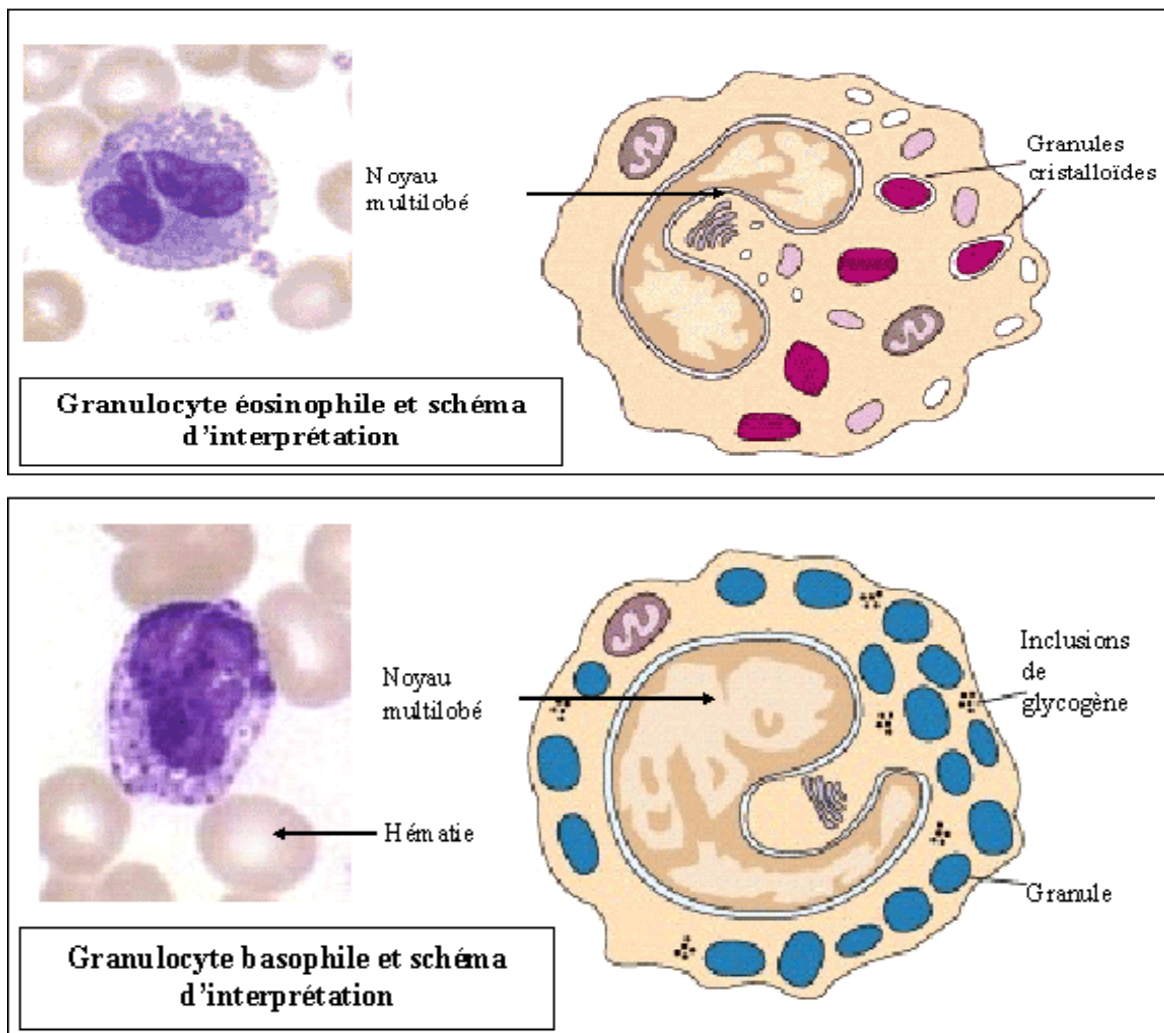 Noyau
multilobé
Granules
cristalloïdes
Granulocyte éosinophile et schéma
d'interprétation
Noyau
multilobé
Inclusions
de
glycogène
Hématie
Granule
Granulocyte basophile et schéma
d'interprétation